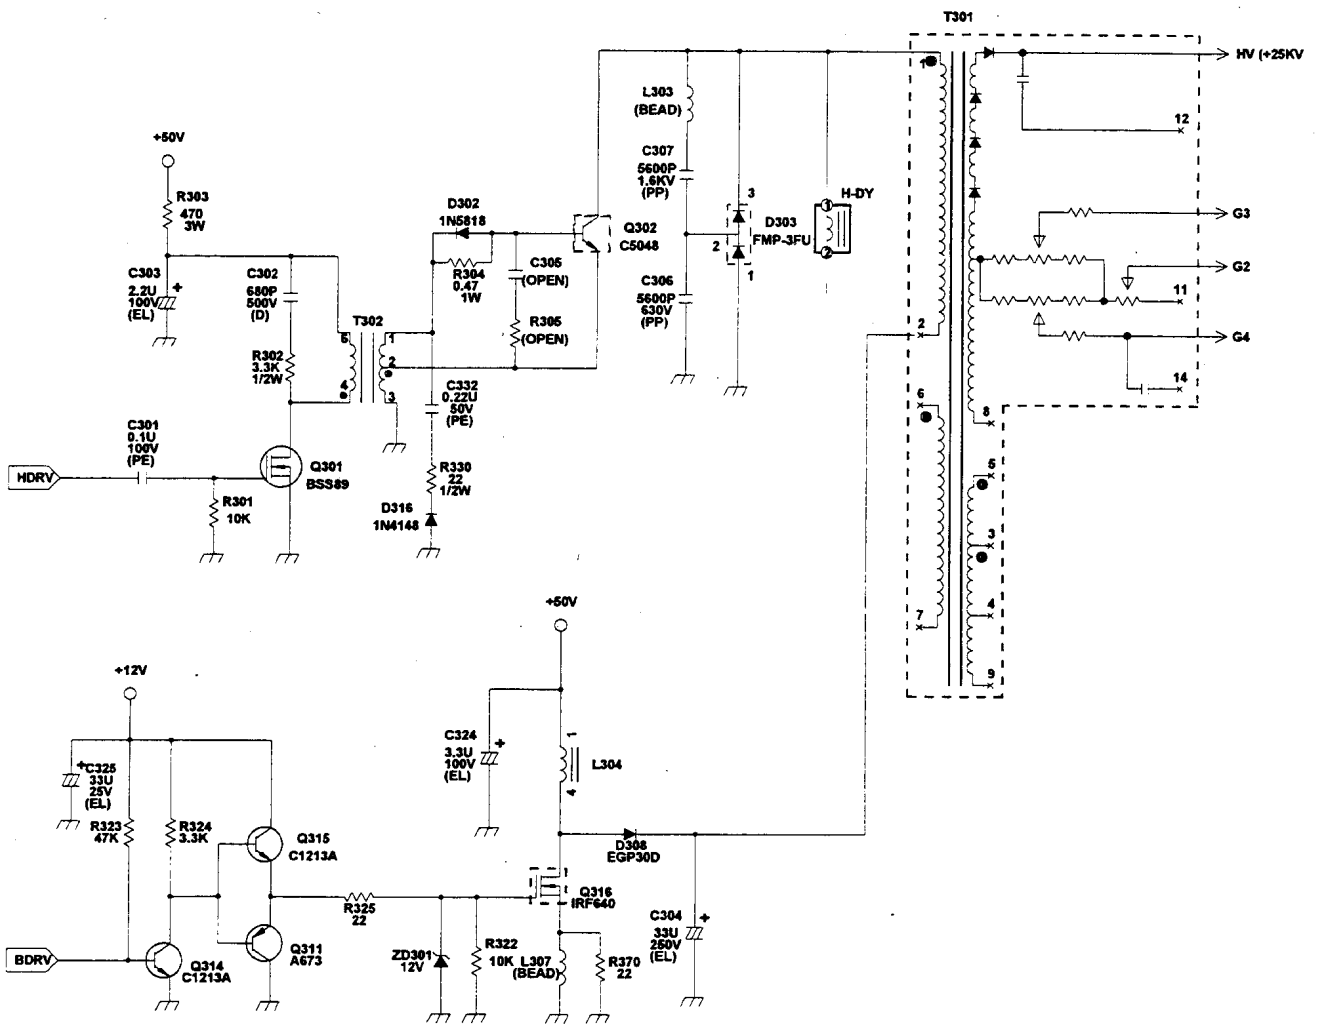 T301
HV (+25KV
1
12
L303
(BEAD)
+50V
C307
5600P
1.6KV
(PP)
R303
470
3W
D302
1N5818
3
H-DY
1
2
G3
Q302
C5048
D303
FMP-3FU
2
1
C303
2.2U
100V
(EL)
+
C302
680P
500V
(D)
R304
0.47
1W
C305
(OPEN)
C306
5600P
630V
(PP)
G2
11
T302
5
1
R305
(OPEN)
2
G4
R302
3.3K
1/2W
2
4
3
C332
0.22U
50V
(PE)
14
6
8
C301
0.1U
100V
(PE)
HDRV
Q301
BSS89
R330
22
1/2W
5
R301
10K
D316
1N4148
3
+50V
4
7
+12V
9
C324
3.3U
100V
(EL)
+
1
L304
4
+
C325
33U
25V
(EL)
R323
47K
R324
3.3K
Q315
C1213A
D308
EGP30D
Q316
IRF640
R325
22
C304
33U
250V
(EL)
+
BDRV
Q314
C1213A
Q311
A673
ZD301
12V
R322
10K
L307
(BEAD)
R370
22